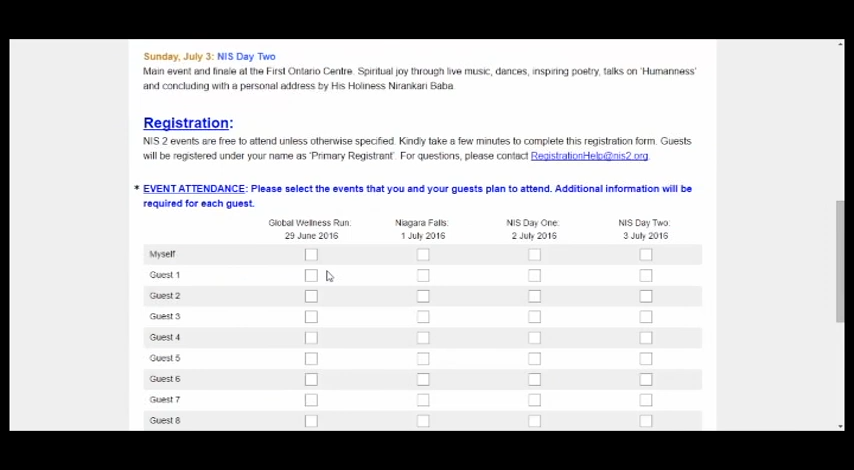 Sunday, July 3: NIS Day Two
Main event and finale at the First Ontario Centre. Spiritual joy through live music, dances, inspiring poetry, talks on 'Humanness'
and concluding with a personal address by His Holiness Nirankari Baba.
Registration:
NIS 2 events are free to attend unless otherwise specified. Kindly take a few minutes to complete this registration form. Guests
will be registered under your name as 'Primary Registrant'. For questions, please contact RegistrationHelp@nis2.org.
* EVENT ATTENDANCE: Please select the events that you and your guests plan to attend. Additional information will be
required for each guest.
Global Wellness Run: Niagara Falls: NIS Day One: NIS Day Two:
29 June 2016 1 July 2016 2 July 2016 3 July 2016
Myself
Guest 1
Guest 2
Guest 3
Guest 4
Guest 5
Guest 6
Guest 7
Guest 8